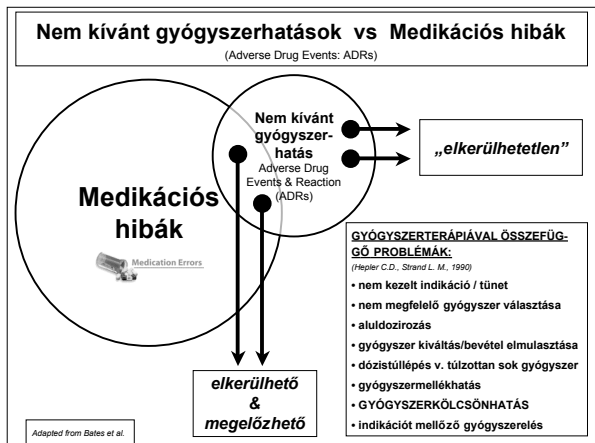 Nem kívánt gyógyszerhatások vs Medikációs hibák
(Adverse Drug Events: ADRs)
Nem kívánt
gyógyszer-
hatás
Adverse Drug
Events & Reaction
(ADRs)
„elkerülhetetlen”
Medikációs
hibák
Medication Errors
GYÓGYSZERTERÁPIÁVAL ÖSSZEFÜG-
GŐ PROBLÉMÁK:
(Hepler C.D., Strand L. M., 1990)
• nem kezelt indikáció / tünet
• nem megfelelő gyógyszer választása
• aluldozirozás
• gyógyszer kiváltás/bevétel elmulasztása
• dózistúllépés v. túlzottan sok gyógyszer
• gyógyszermellékhatás
• GYÓGYSZERKÖLCSÖNHATÁS
• indikációt mellőző gyógyszerelés
elkerülhető
&
megelőzhető
Adapted from Bates et al.